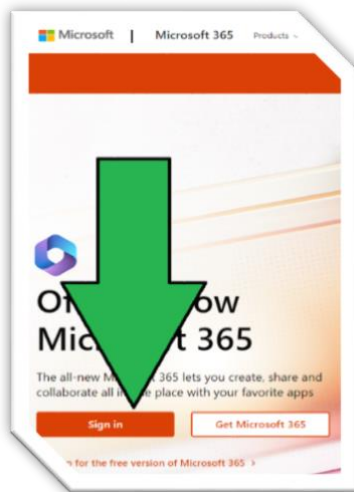 Microsoft | Microsoft 365 Products
Of ow
Mic t 365
The all-new M 365 lets you create, share and
collaborate all in place with your favorite apps
Sign in Get Microsoft 365
for the free version of Microsoft 365 >